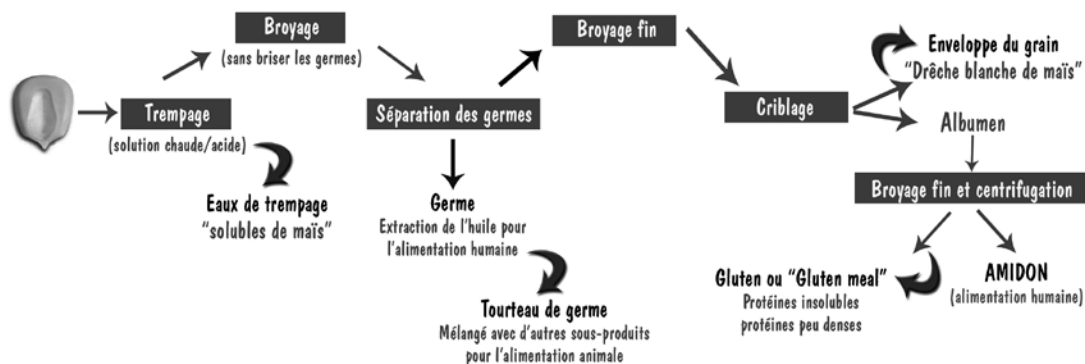 Broyage
(sans briser les germes)
Broyage fin
Enveloppe du grain
"Drêche blanche de maïs"
Trempage
(solution chaude/acide)
Séparation des germes
Criblage
Albumen
Eaux de trempage
"solubles de maïs"
Germe
Extraction de l'huile pour
l'alimentation humaine
Broyage fin et centrifugation
Gluten ou "Gluten meal"
Protéines insolubles
protéines peu denses
AMIDON
(alimentation humaine)
Tourteau de germe
Mélangé avec d'autres sous-produits
pour l'alimentation animale